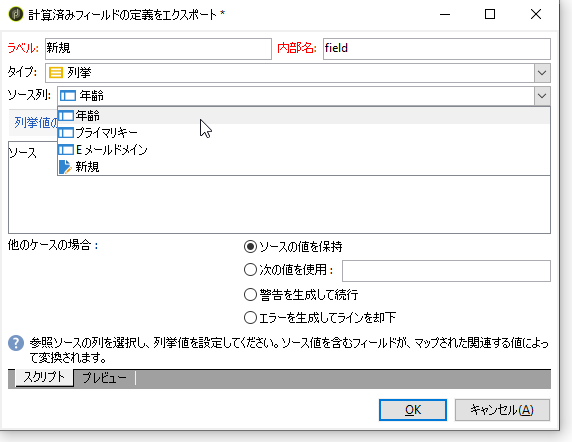 計算済みフィールドの定義をエクスポート *
ラベル: 新規 内部名: field
タイプ: 列挙
ソース列: 年齢
年齢
列挙値の
プライマリキー
Eメールドメイン
ソース
新規
他のケースの場合 :
ソースの値を保持
次の値を使用 :
警告を生成して続行
エラーを生成してラインを却下
? 参照ソースの列を選択し、列挙値を設定してください。ソース値を含むフィールドが、マップされた関連する値によっ
て変換されます。
スクリプト プレビュー
OK キャンセル(A)